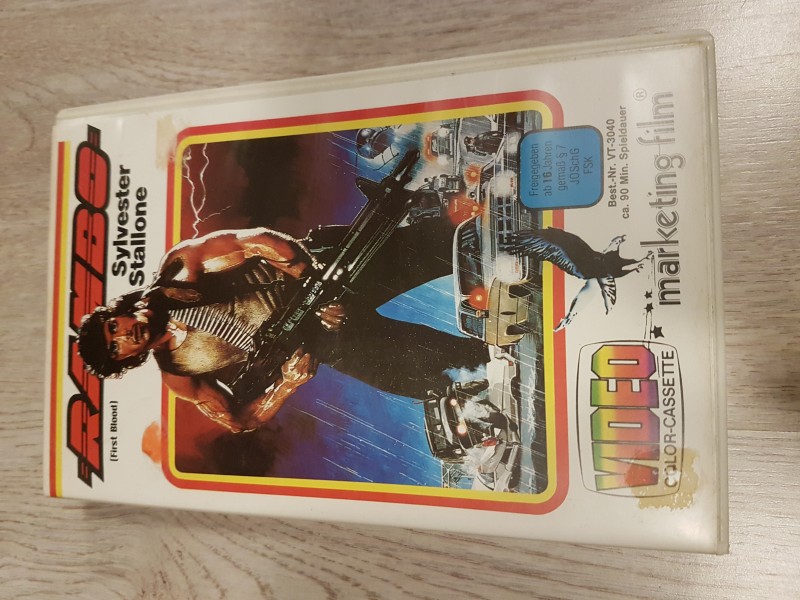 RAMBO
(First Blood)
Sylvester
Stallone
Freigegeben
ab 16 Jahren
gemäß § 7
JÖSchG
FSK
Best.-Nr. VT-3040
ca. 90 Min. Spieldauer
VIDEO
COLOR-CASSETTE
marketing-film
®